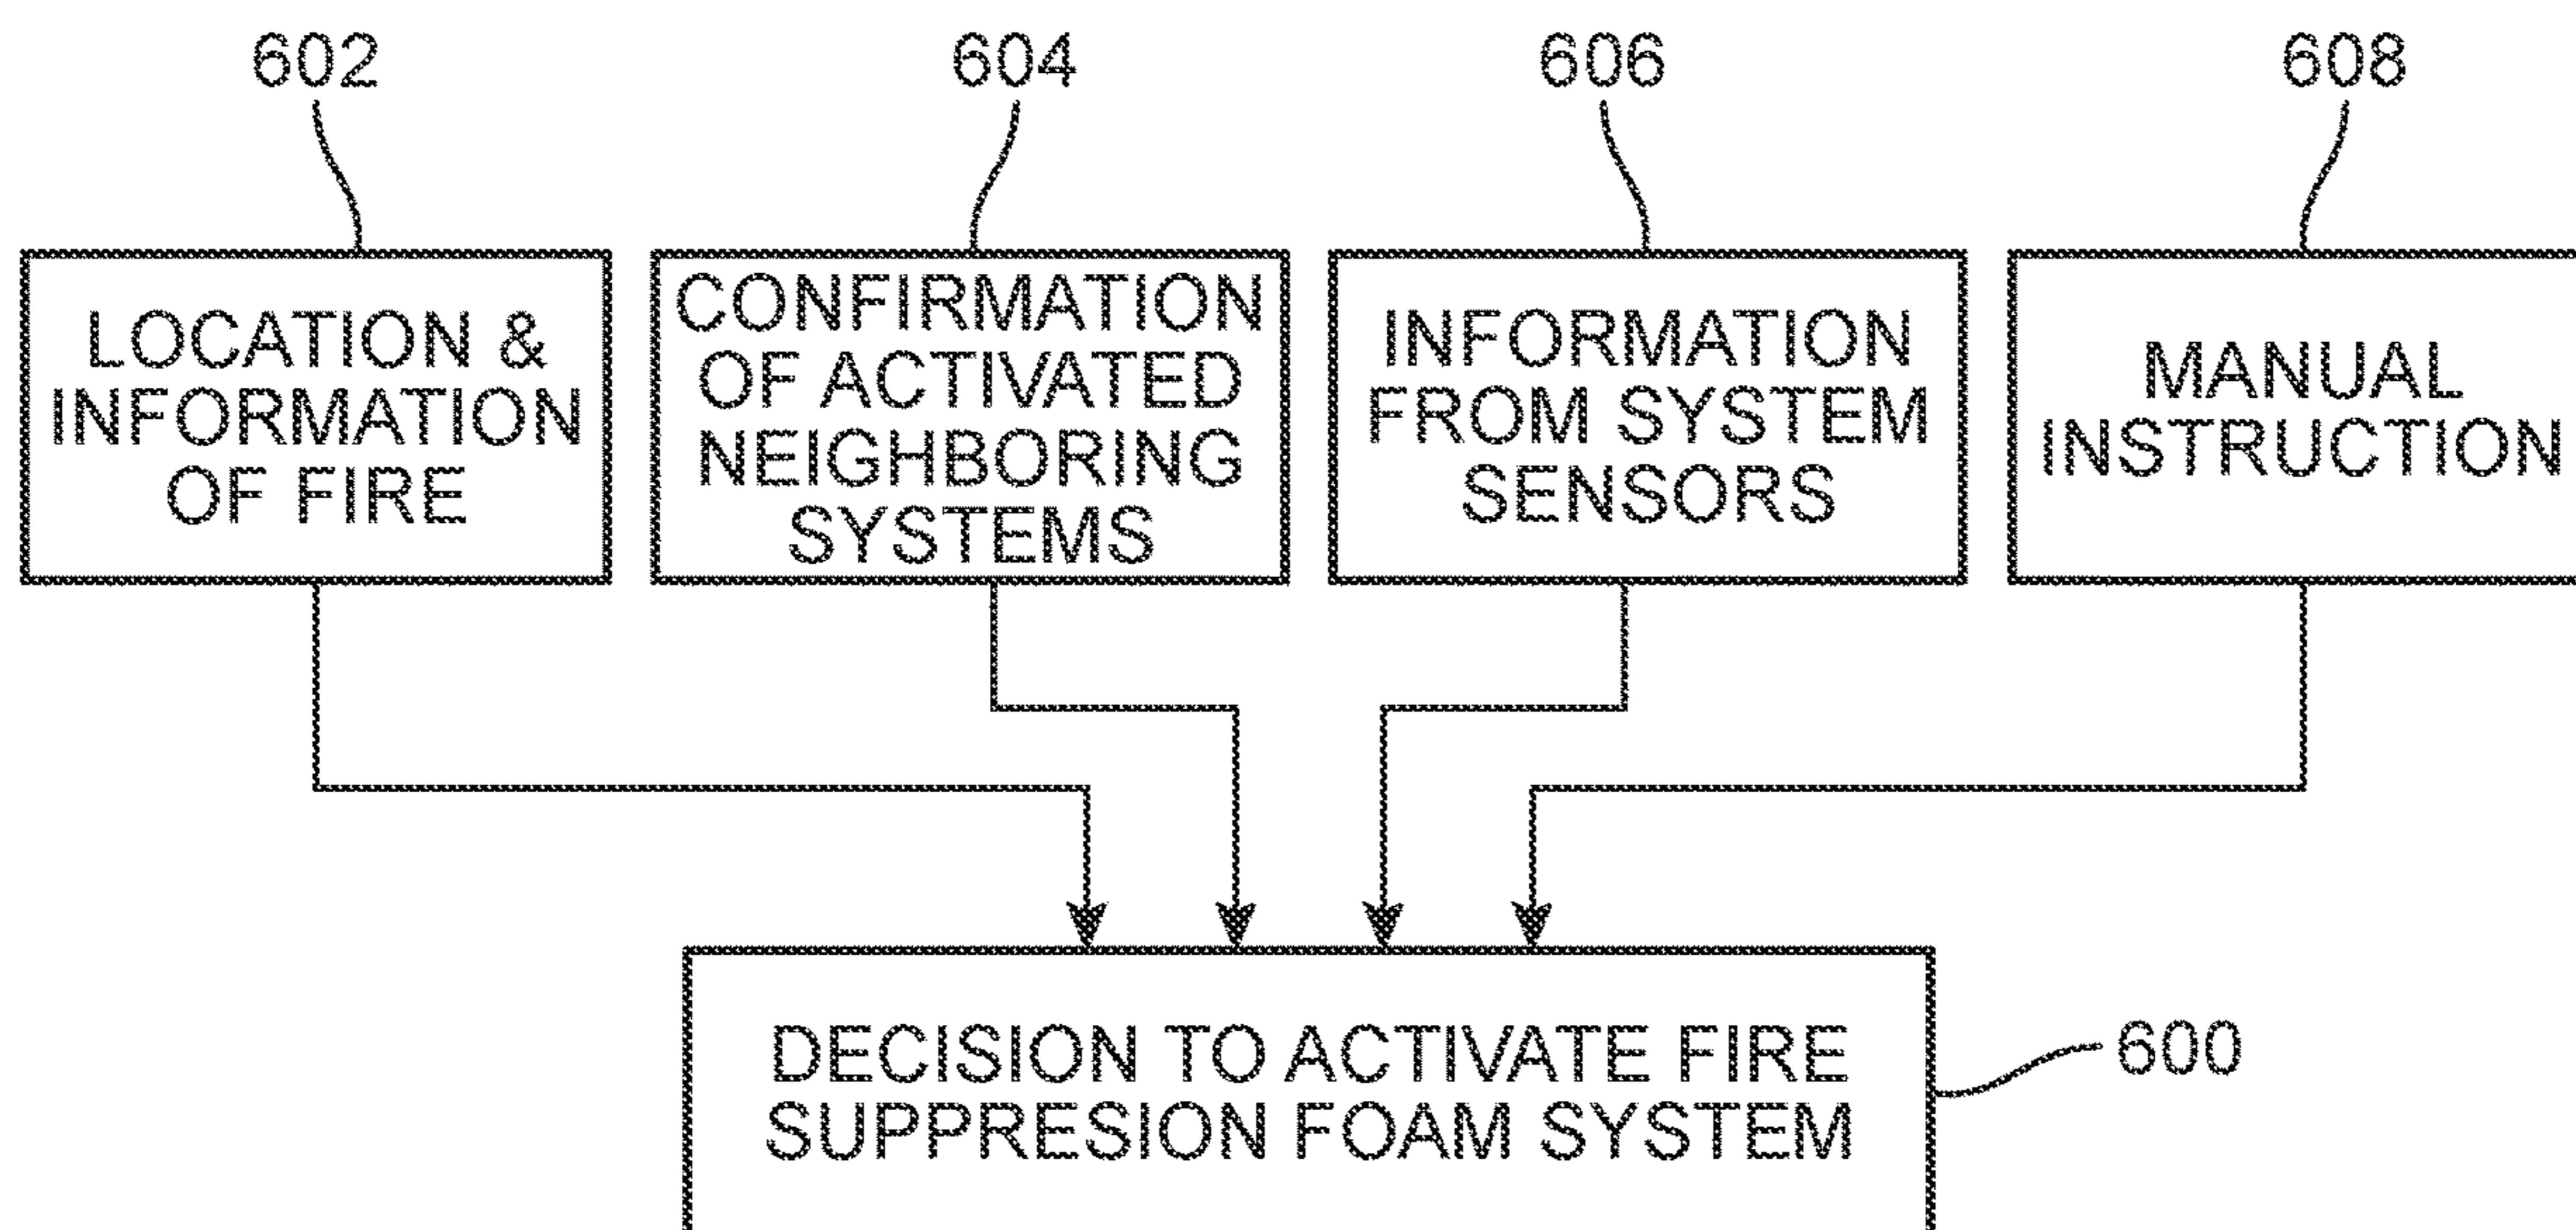 602
604
606
608
LOCATION &
INFORMATION
OF FIRE
CONFIRMATION
OF ACTIVATED
NEIGHBORING
SYSTEMS
INFORMATION
FROM SYSTEM
SENSORS
MANUAL
INSTRUCTION
DECISION TO ACTIVATE FIRE
SUPPRESION FOAM SYSTEM
600